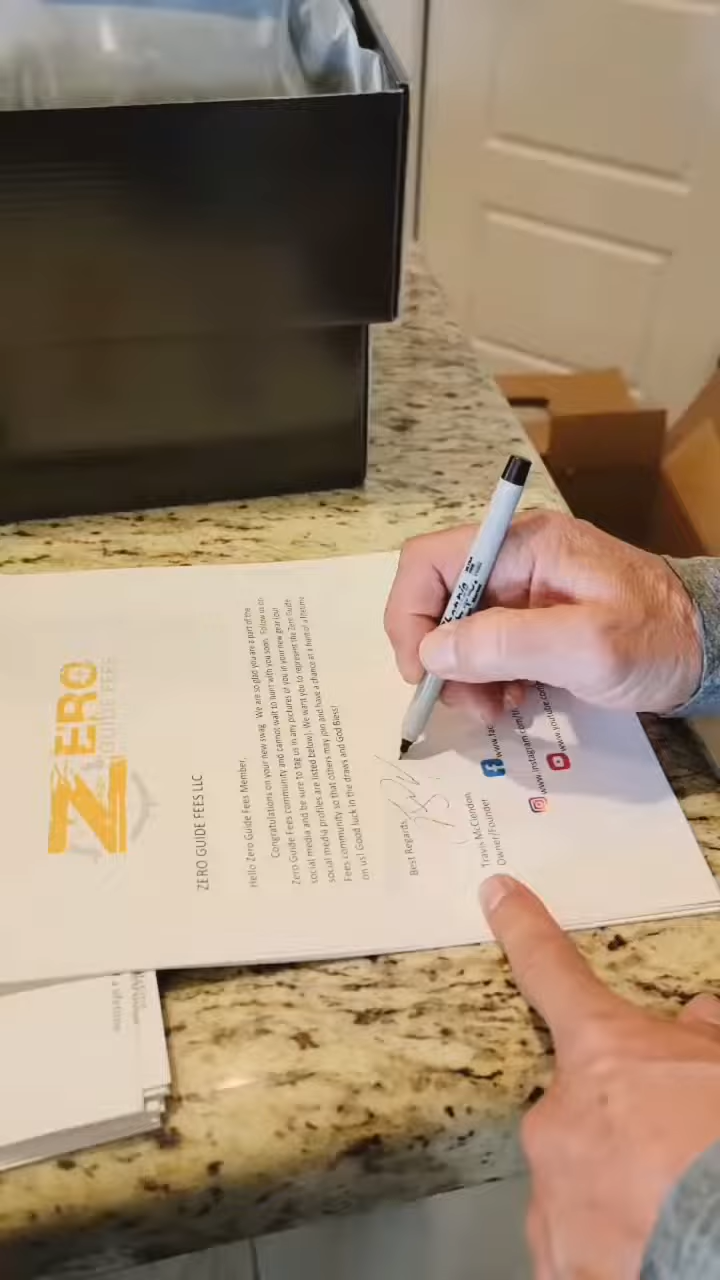 ZERO
GUIDE FEES
ZERO GUIDE FEES LLC
Hello Zero Guide Fees Member,
Congratulations on your new swag. We are so glad you are a part of the
Zero Guide Fees community and cannot wait to hunt with you soon. Follow us on
social media and be sure to tag us in any pictures of you in your new gear (our
social media profiles are listed below). We want you to represent the Zero Guide
Fees community so that others may join and have a chance at a hunt of a lifetime
on us! Good luck in the draws and God Bless!
Best Regards,
Travis McClendon
Owner/Founder
www.fac
www.instagram.com/
www.youtube.com
a lifetime